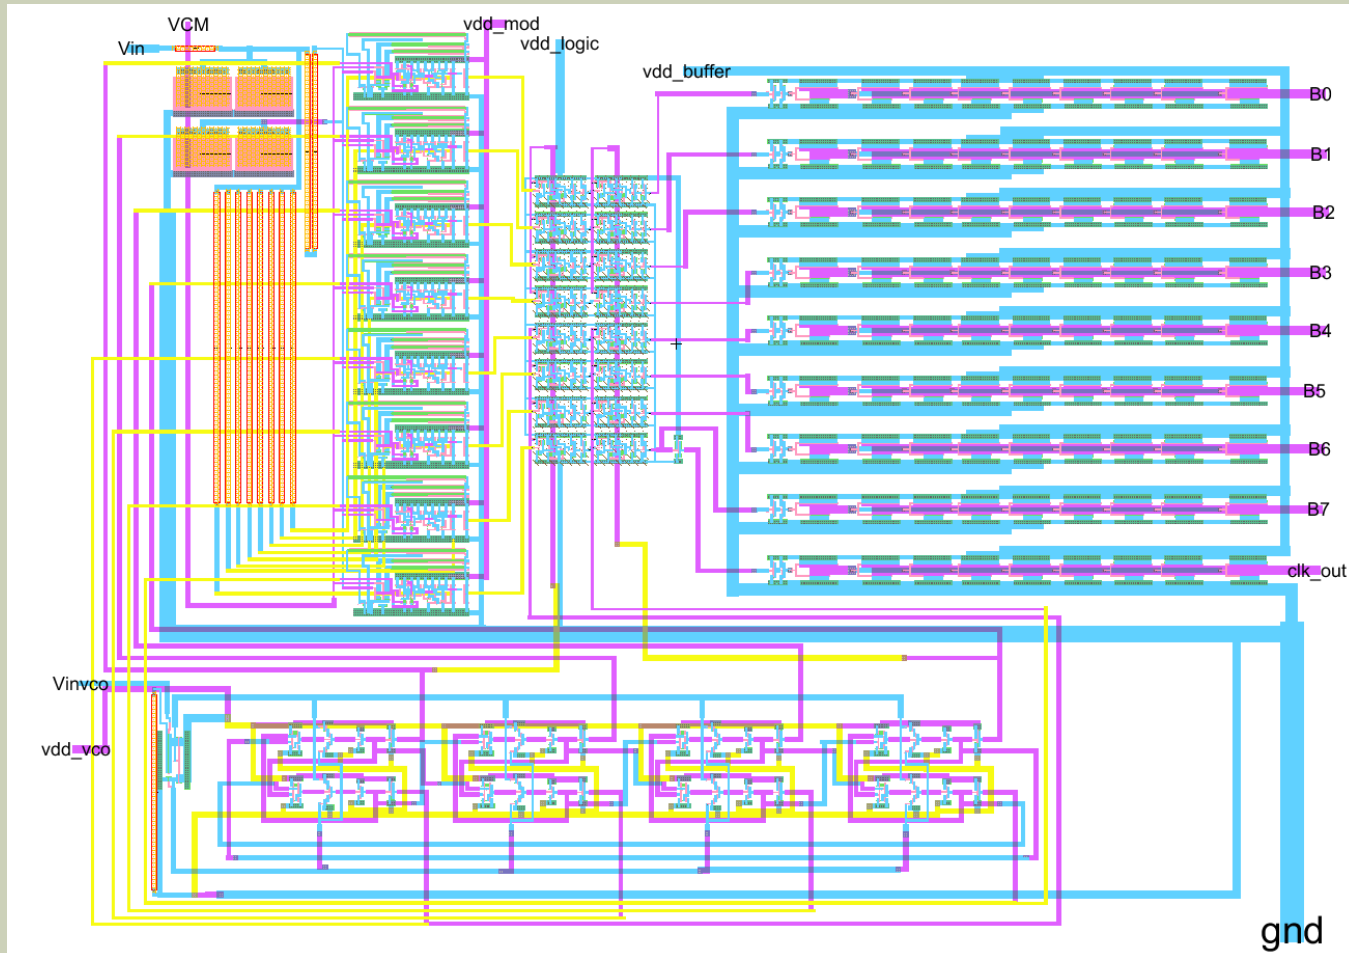 VCM
vdd_mod
Vin
vdd_logic
vdd_buffer
B0
B1
B2
B3
B4
B5
B6
B7
clk_out
Vinvco
vdd_vco
gnd